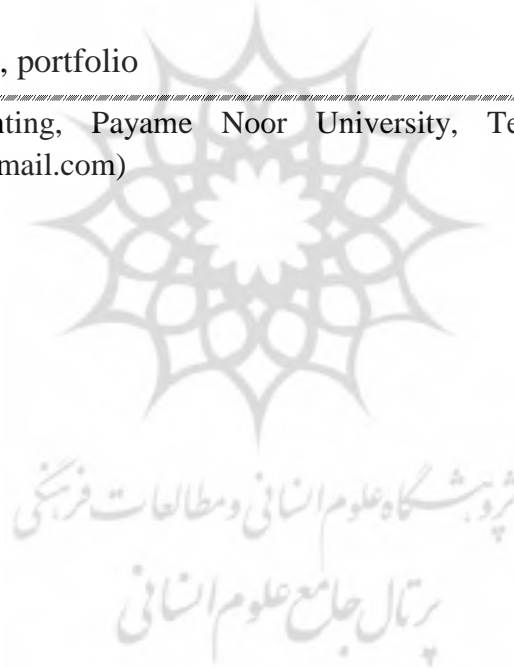 , portfolio
nting, Payame Noor University, Te
mail.com)
پژوهشگاه علوم انسانی و مطالعات فرهنگی
پرتال جامع علوم انسانی